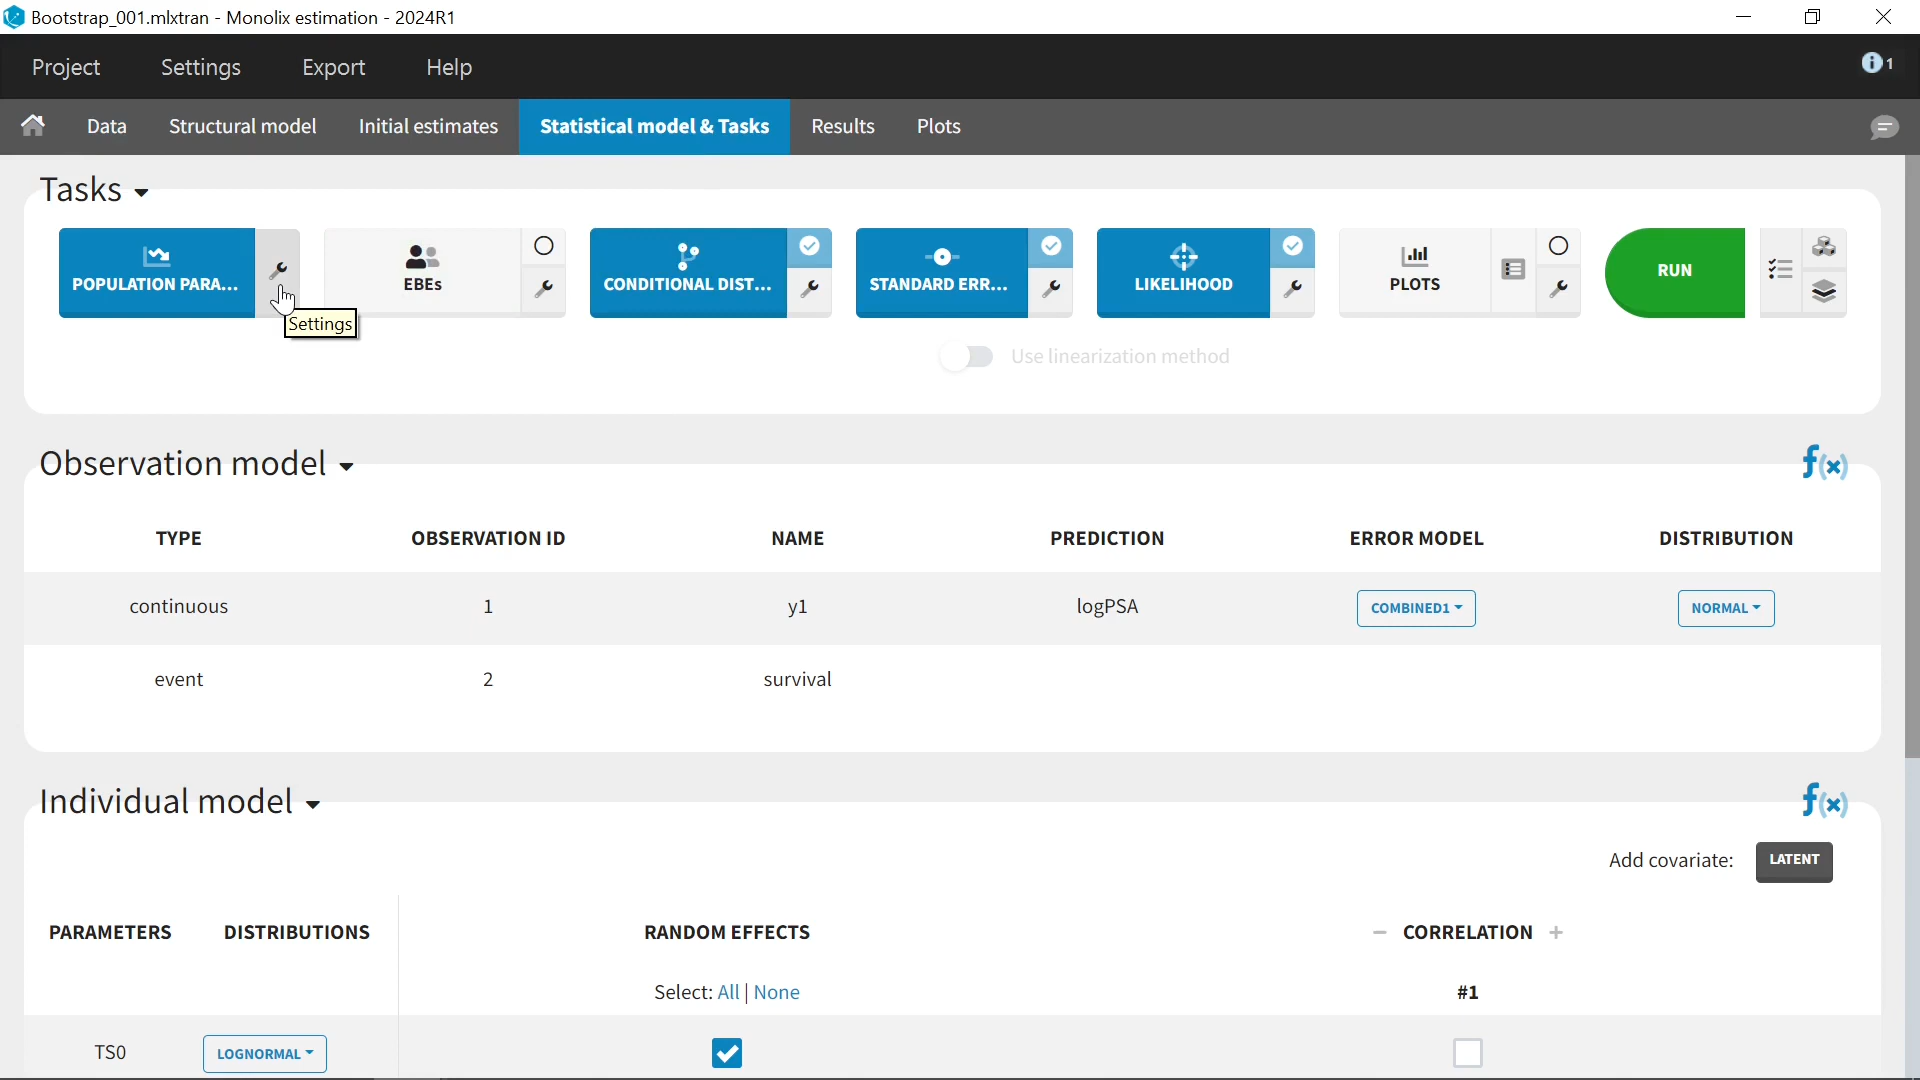 Bootstrap_001.mlxtran - Monolix estimation - 2024R1
Project Settings Export Help 1
Data Structural model Initial estimates Statistical model & Tasks Results Plots
Tasks
POPULATION PARA... EBEs CONDITIONAL DIST... STANDARD ERR... LIKELIHOOD PLOTS RUN
Settings
Use linearization method
Observation model f(x)
TYPE OBSERVATION ID NAME PREDICTION ERROR MODEL DISTRIBUTION
continuous 1 y1 logPSA COMBINED1 NORMAL
event 2 survival
Individual model f(x)
Add covariate: LATENT
PARAMETERS DISTRIBUTIONS RANDOM EFFECTS − CORRELATION +
Select: All | None #1
TS0 LOGNORMAL